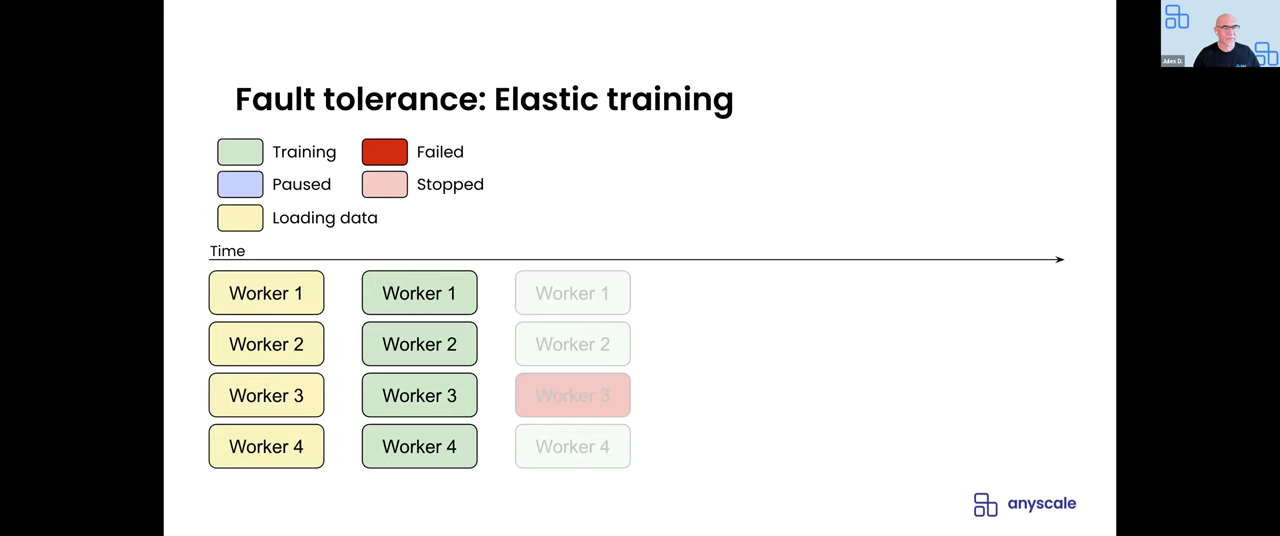 Fault tolerance: Elastic training
Training
Failed
Paused
Stopped
Loading data
Time
Worker 1
Worker 1
Worker 1
Worker 2
Worker 2
Worker 2
Worker 3
Worker 3
Worker 3
Worker 4
Worker 4
Worker 4
anyscale
Jules D.